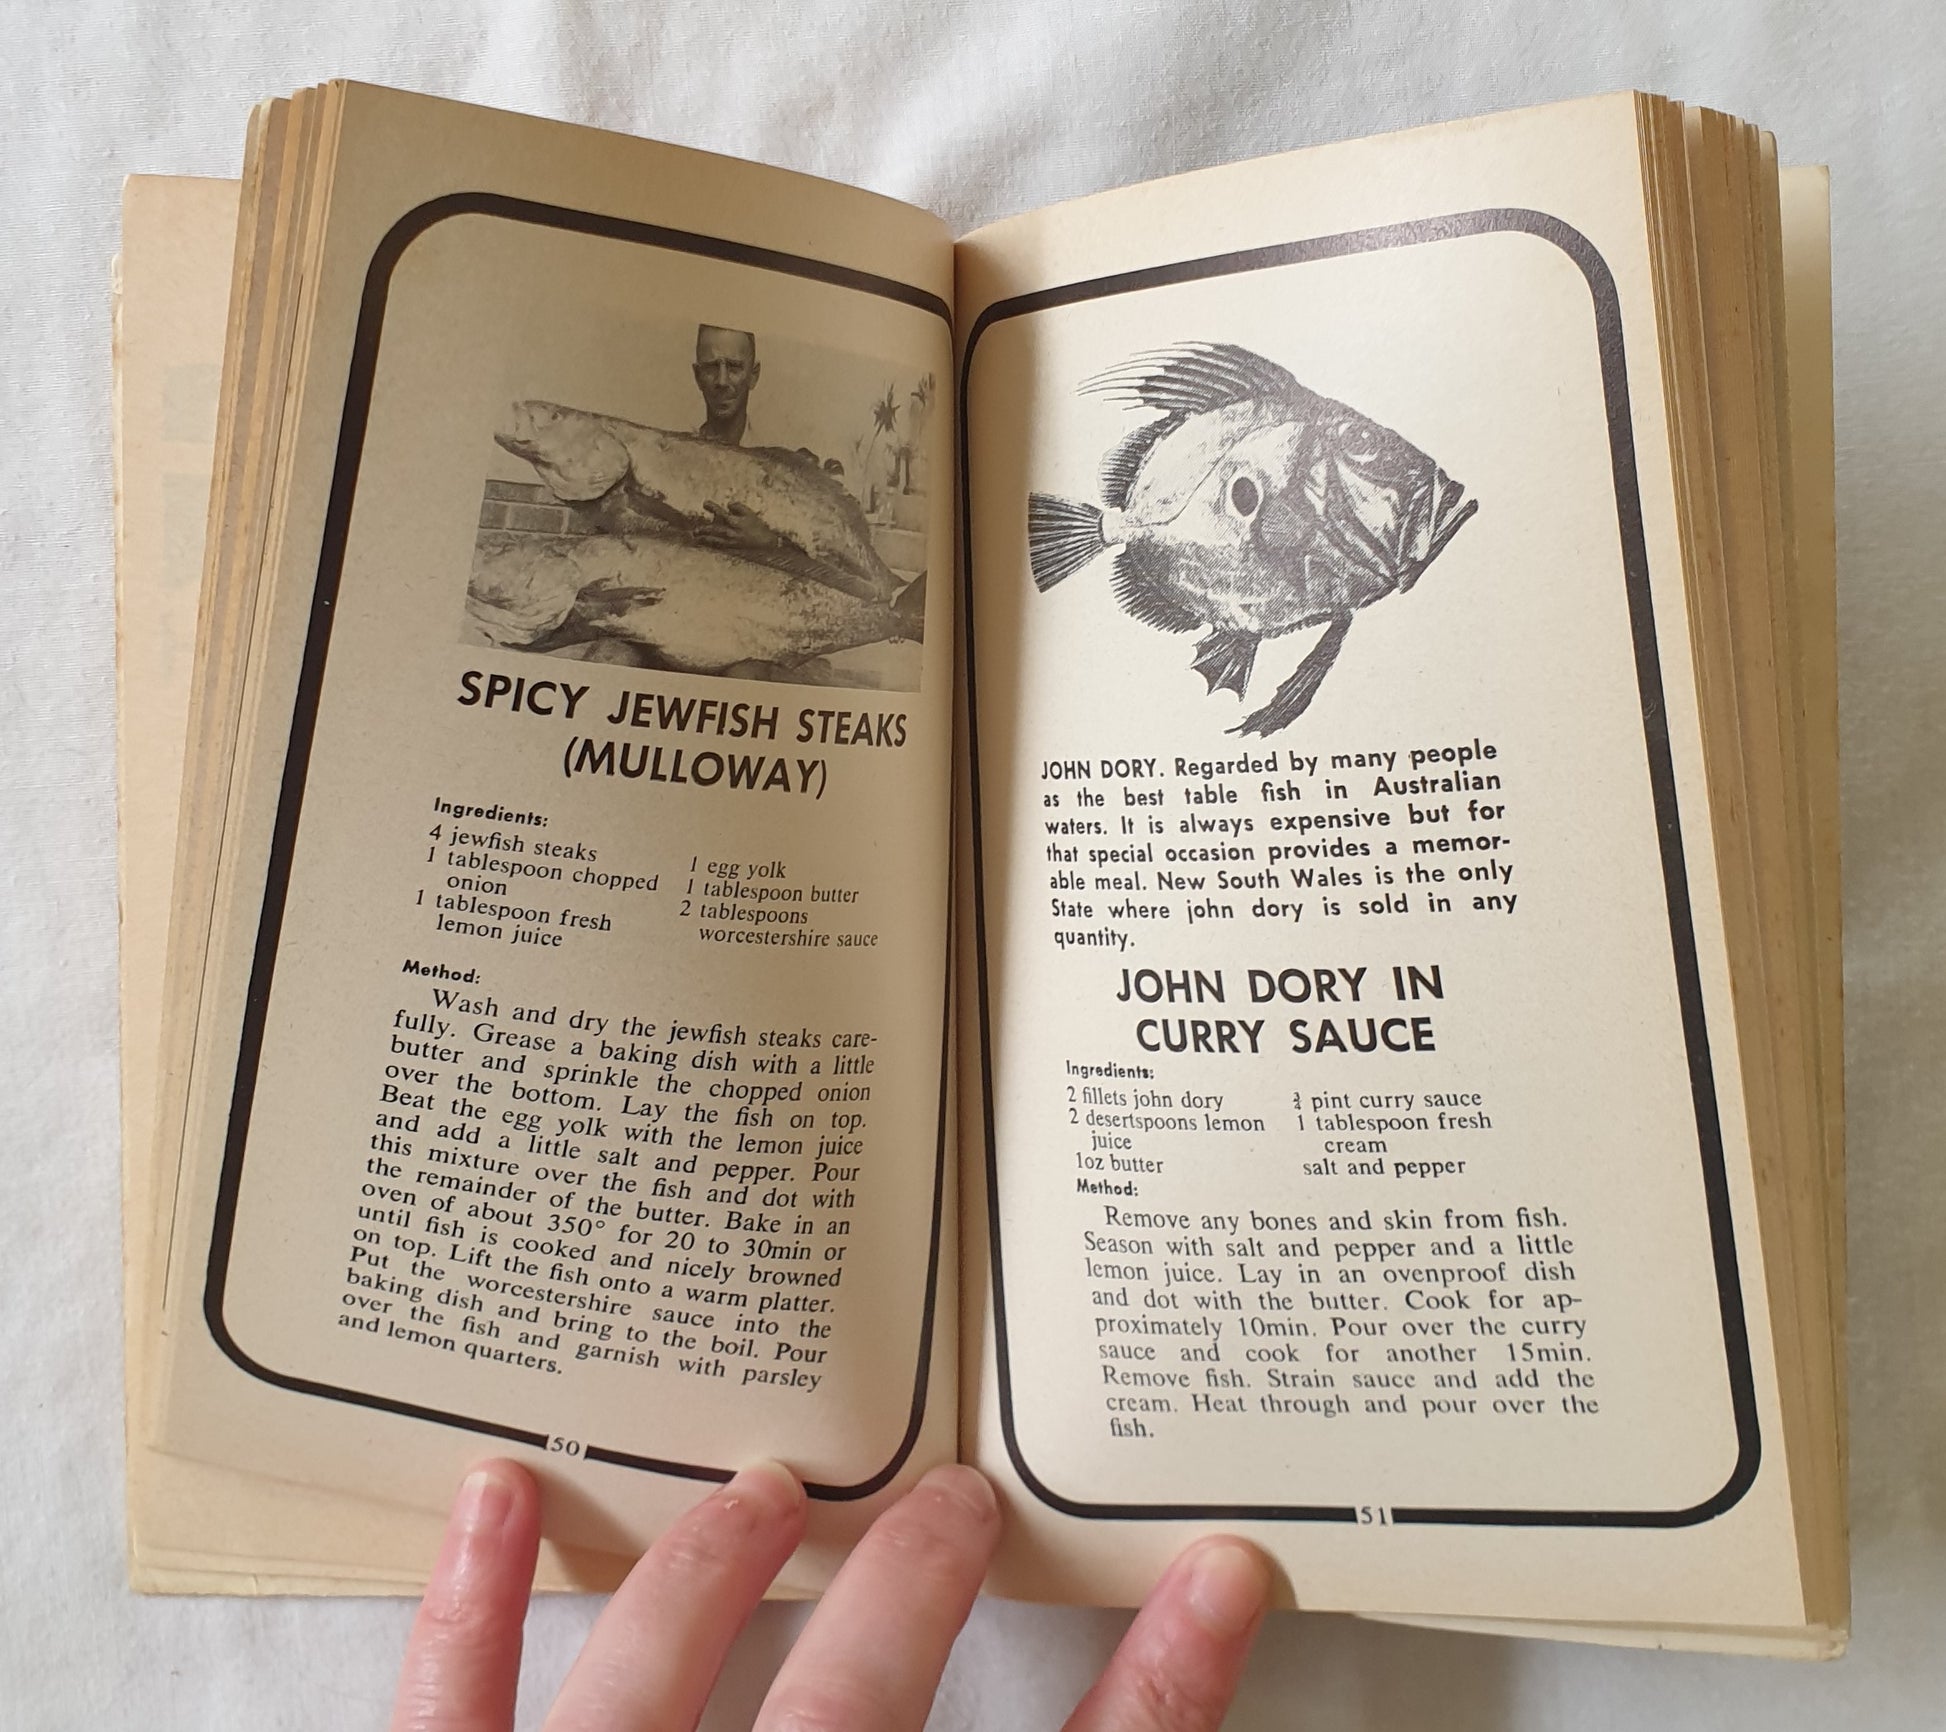 SPICY JEWFISH STEAKS
(MULLOWAY)
Ingredients:
4 jewfish steaks
1 tablespoon chopped
onion
1 tablespoon fresh
lemon juice
1 egg yolk
1 tablespoon butter
2 tablespoons
worcestershire sauce
Method:
Wash and dry the jewfish steaks care-
fully. Grease a baking dish with a little
butter and sprinkle the chopped onion
over the bottom. Lay the fish on top.
Beat the egg yolk with the lemon juice
and add a little salt and pepper. Pour
this mixture over the fish and dot with
the remainder of the butter. Bake in an
oven of about 350° for 20 to 30min or
until fish is cooked and nicely browned
on top. Lift the fish onto a warm platter.
Put the worcestershire sauce into the
baking dish and bring to the boil. Pour
over the fish and garnish with parsley
and lemon quarters.
50
JOHN DORY. Regarded by many people
as the best table fish in Australian
waters. It is always expensive but for
that special occasion provides a memor-
able meal. New South Wales is the only
State where john dory is sold in any
quantity.
JOHN DORY IN
CURRY SAUCE
Ingredients:
2 fillets john dory
2 desertspoons lemon
juice
1oz butter
¾ pint curry sauce
1 tablespoon fresh
cream
salt and pepper
Method:
Remove any bones and skin from fish.
Season with salt and pepper and a little
lemon juice. Lay in an ovenproof dish
and dot with the butter. Cook for ap-
proximately 10min. Pour over the curry
sauce and cook for another 15min.
Remove fish. Strain sauce and add the
cream. Heat through and pour over the
fish.
51